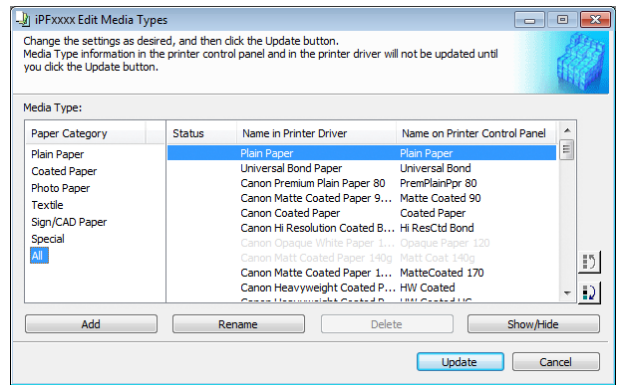 iPFxxxx Edit Media Types
Change the settings as desired, and then click the Update button.
Media Type information in the printer control panel and in the printer driver will not be updated until
you click the Update button.
Media Type:
Paper Category
Plain Paper
Coated Paper
Photo Paper
Textile
Sign/CAD Paper
Special
All
Status Name in Printer Driver Name on Printer Control Panel
Plain Paper Plain Paper
Universal Bond Paper Universal Bond
Canon Premium Plain Paper 80 PremPlainPpr 80
Canon Matte Coated Paper 9... Matte Coated 90
Canon Coated Paper Coated Paper
Canon Hi Resolution Coated B... Hi ResCtd Bond
Canon Opaque White Paper 1... Opaque Paper 120
Canon Matt Coated Paper 140g Matt Coat 140g
Canon Matte Coated Paper 1... MatteCoated 170
Canon Heavyweight Coated P... HW Coated
Add Rename Delete Show/Hide
Update Cancel